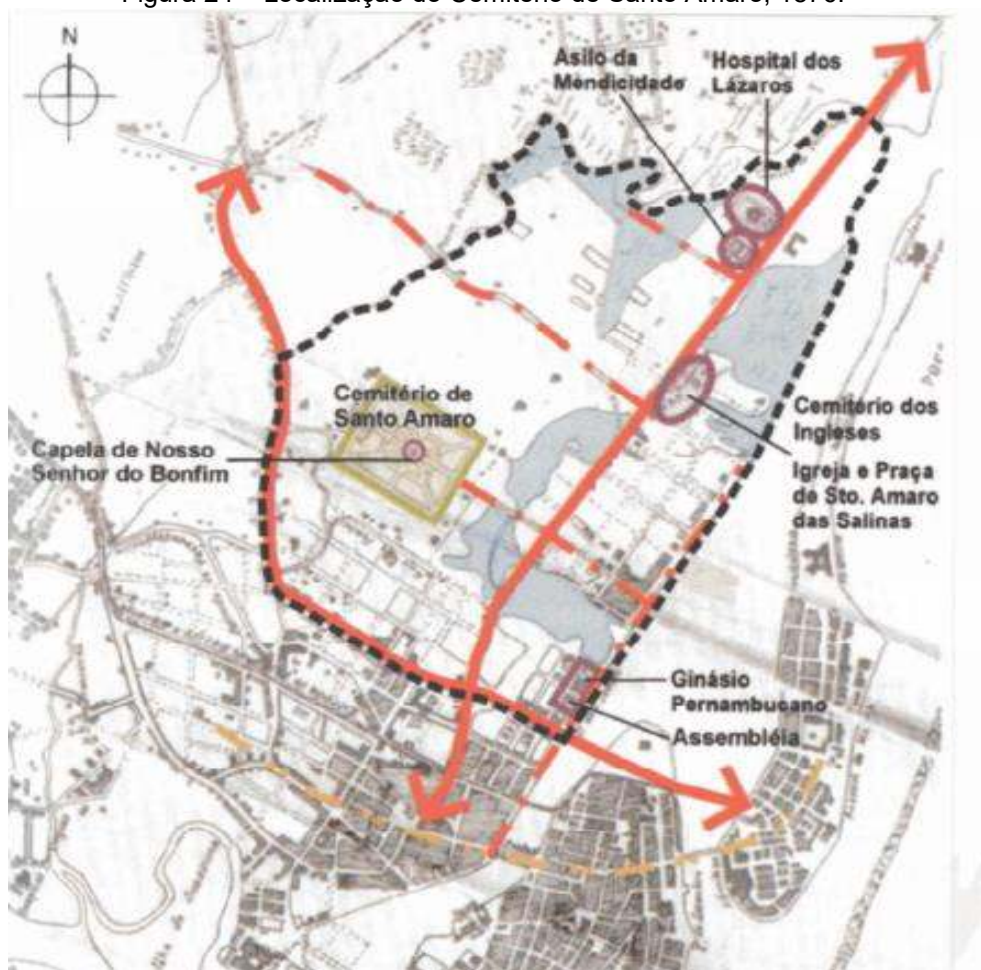 N
Asilo da
Mendicidade
Hospital dos
Lázaros
Cemitério de
Santo Amaro
Capela de Nosso
Senhor do Bonfim
Cemitério dos
Ingleses
Igreja e Praça
de Sto. Amaro
das Salinas
Ginásio
Pernambucano
Assembléia